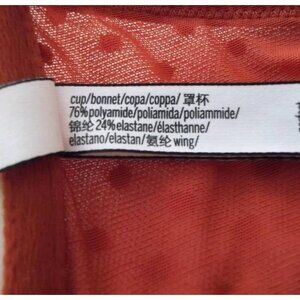 cup/bonnet/copa/coppa/ 罩杯
76% polyamide/poliamida/poliammide/
锦纶 24% elastane/élasthanne/
elastano/elastan/氨纶 wing/